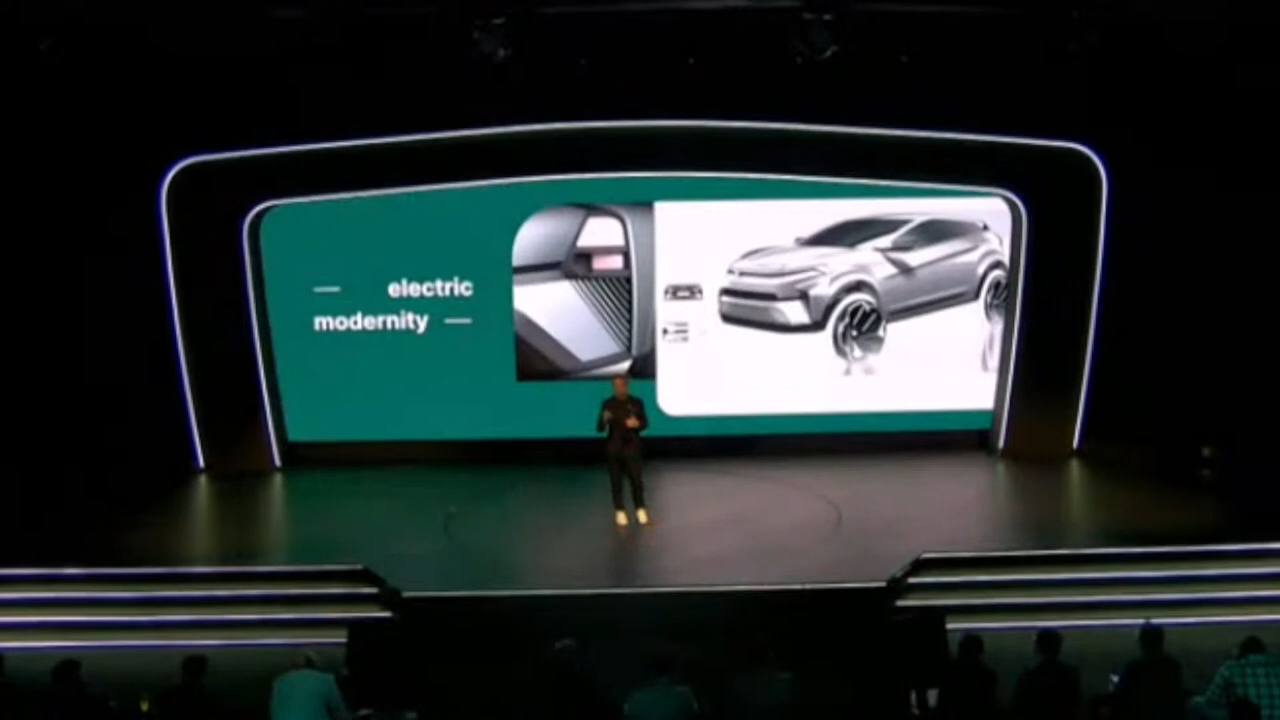 — electric
modernity —